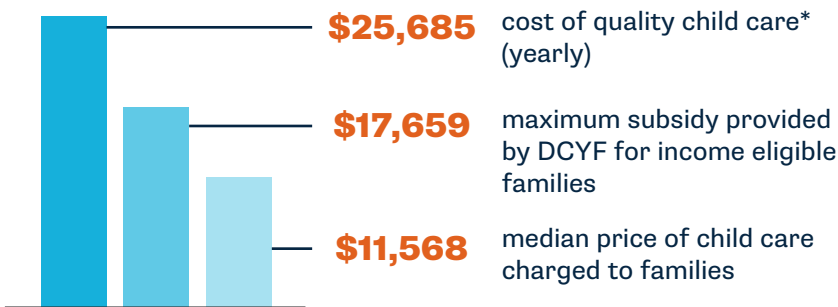 $25,685 cost of quality child care*
(yearly)
$17,659 maximum subsidy provided
by DCYF for income eligible
families
$11,568 median price of child care
charged to families